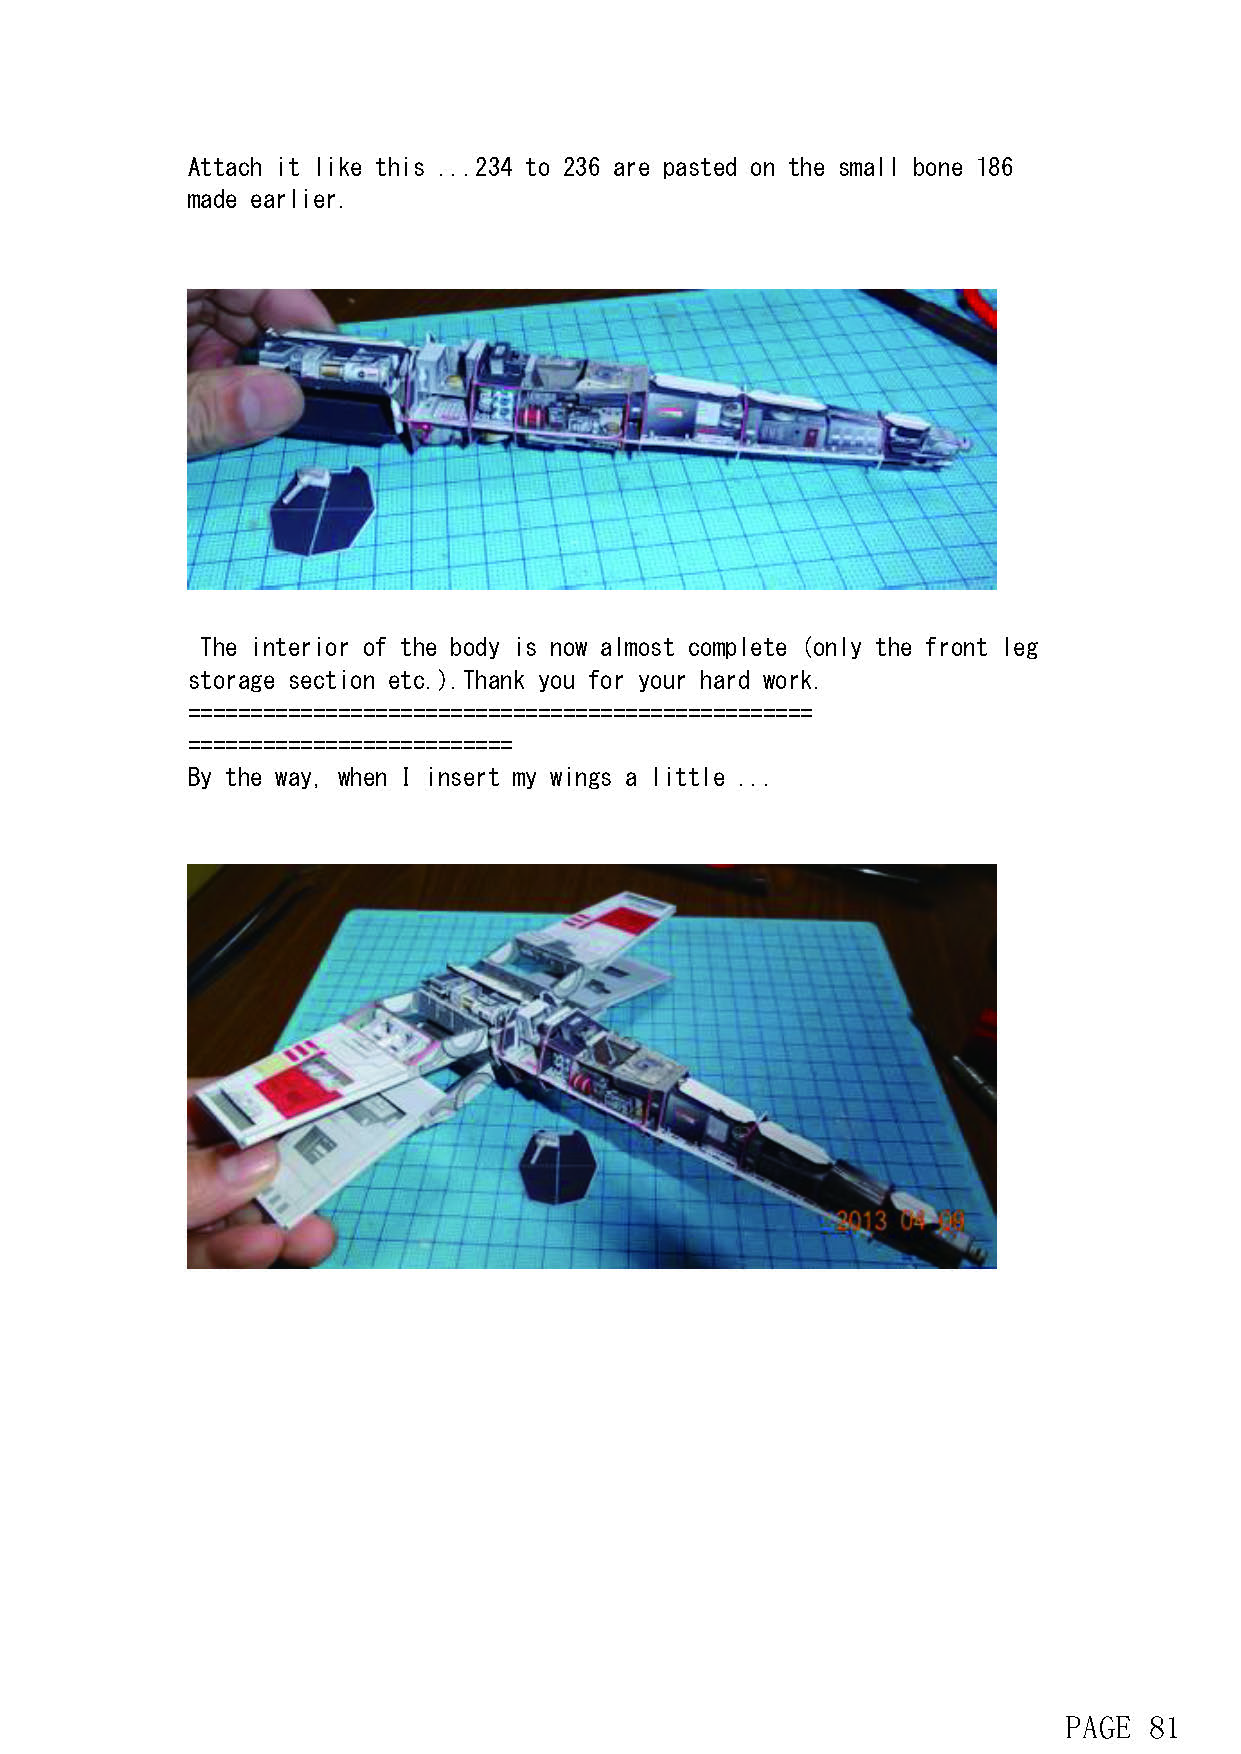 Attach it like this ...234 to 236 are pasted on the small bone 186
made earlier.
The interior of the body is now almost complete (only the front leg
storage section etc.).Thank you for your hard work.
==================================================
==========================
By the way, when I insert my wings a little ...
2013 04 09
PAGE 81